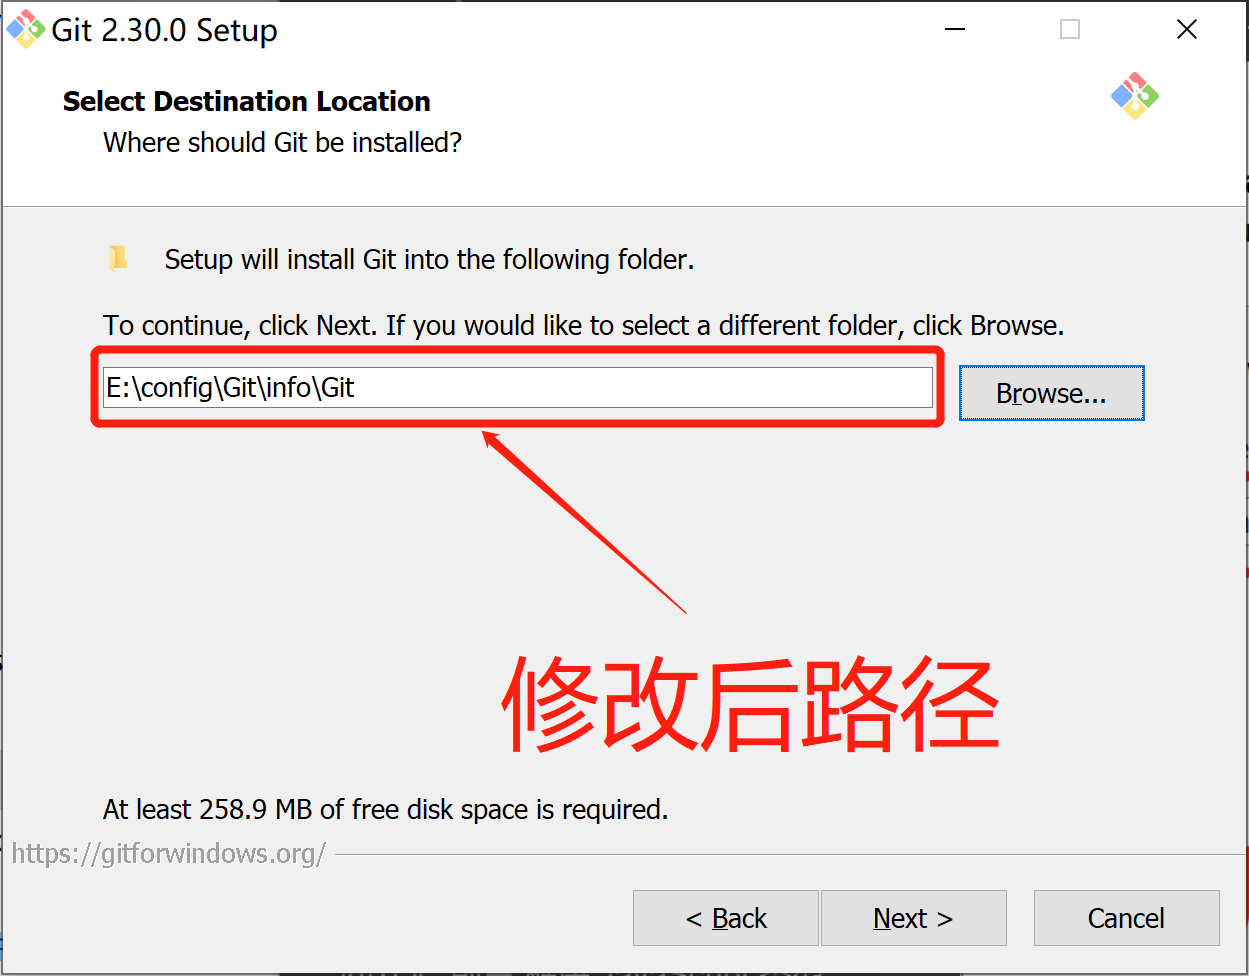 Git 2.30.0 Setup
Select Destination Location
Where should Git be installed?
Setup will install Git into the following folder.
To continue, click Next. If you would like to select a different folder, click Browse.
E:\config\Git\info\Git
Browse...
修改后路径
At least 258.9 MB of free disk space is required.
https://gitforwindows.org/
< Back
Next >
Cancel